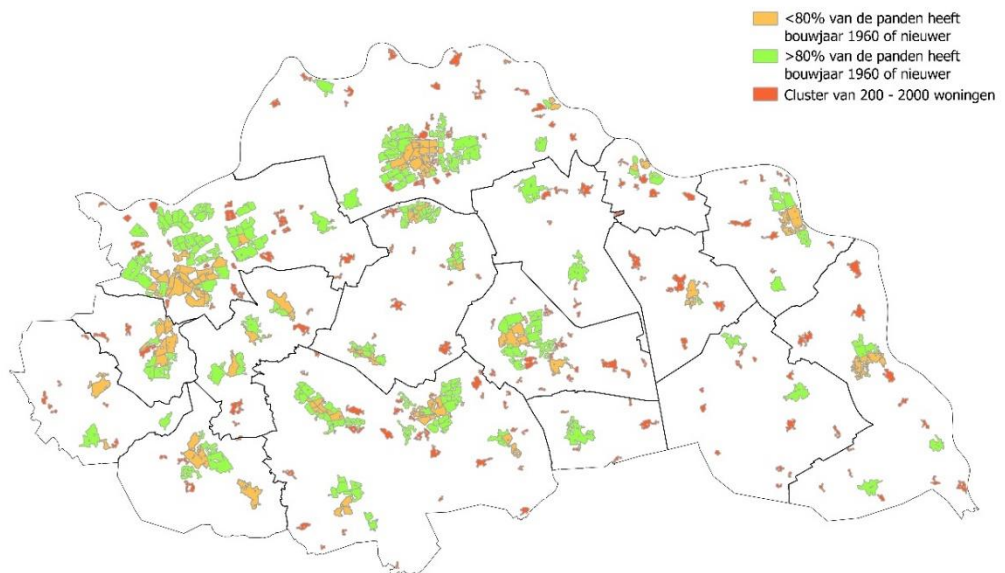 <80% van de panden heeft
bouwjaar 1960 of nieuwer
>80% van de panden heeft
bouwjaar 1960 of nieuwer
Cluster van 200 - 2000 woningen